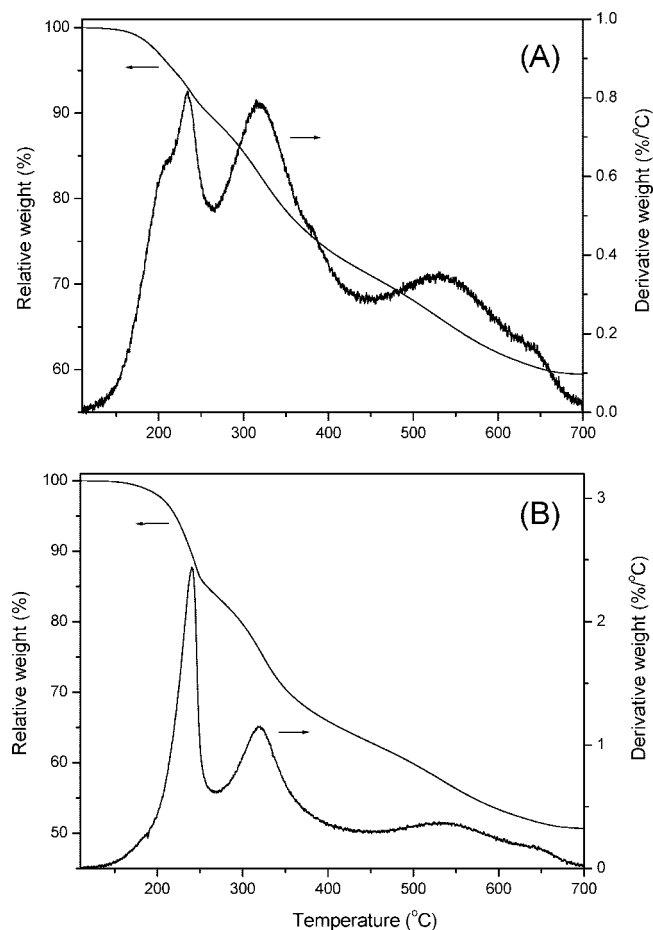 (A)
Relative weight (%)
100
90
80
70
60
Derivative weight (%/°C)
1.0
0.8
0.6
0.4
0.2
0.0
200 300 400 500 600 700
(B)
Relative weight (%)
100
90
80
70
60
50
Derivative weight (%/°C)
3
2
1
0
200 300 400 500 600 700
Temperature (°C)